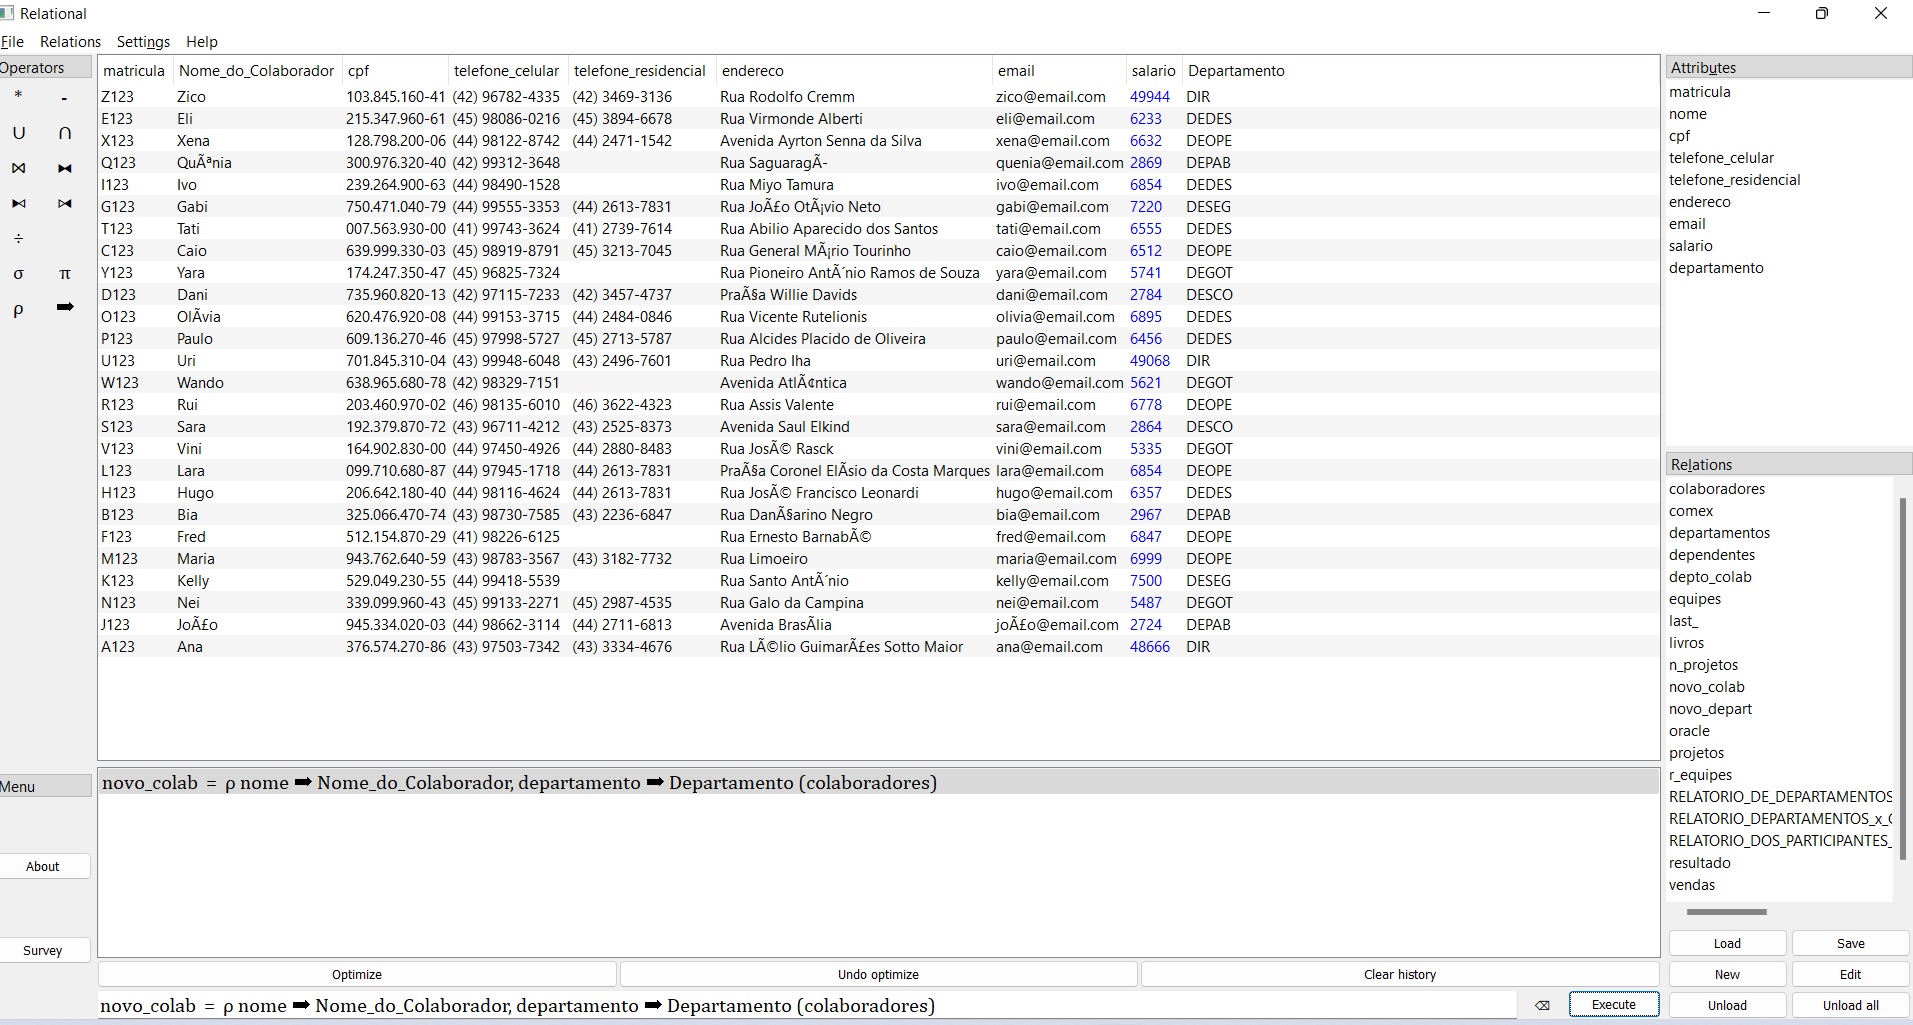 Relational
File Relations Settings Help
Operators
* -
∪ ∩
⋈ ⧓
⧑ ⧒
÷
σ π
ρ ➡
Menu
About
Survey
matricula Nome_do_Colaborador cpf telefone_celular telefone_residencial endereco email salario Departamento
Z123 Zico 103.845.160-41 (42) 96782-4335 (42) 3469-3136 Rua Rodolfo Cremm zico@email.com 49944 DIR
E123 Eli 215.347.960-61 (45) 98086-0216 (45) 3894-6678 Rua Virmonde Alberti eli@email.com 6233 DEDES
X123 Xena 128.798.200-06 (44) 98122-8742 (44) 2471-1542 Avenida Ayrton Senna da Silva xena@email.com 6632 DEOPE
Q123 QuÃªnia 300.976.320-40 (42) 99312-3648 Rua SaguaragÃ- quenia@email.com 2869 DEPAB
I123 Ivo 239.264.900-63 (44) 98490-1528 Rua Miyo Tamura ivo@email.com 6854 DEDES
G123 Gabi 750.471.040-79 (44) 99555-3353 (44) 2613-7831 Rua JoÃ£o OtÃ¡vio Neto gabi@email.com 7220 DESEG
T123 Tati 007.563.930-00 (41) 99743-3624 (41) 2739-7614 Rua Abilio Aparecido dos Santos tati@email.com 6555 DEDES
C123 Caio 639.999.330-03 (45) 98919-8791 (45) 3213-7045 Rua General MÃ¡rio Tourinho caio@email.com 6512 DEOPE
Y123 Yara 174.247.350-47 (45) 96825-7324 Rua Pioneiro AntÃ´nio Ramos de Souza yara@email.com 5741 DEGOT
D123 Dani 735.960.820-13 (42) 97115-7233 (42) 3457-4737 PraÃ§a Willie Davids dani@email.com 2784 DESCO
O123 OlÃvia 620.476.920-08 (44) 99153-3715 (44) 2484-0846 Rua Vicente Rutelionis olivia@email.com 6895 DEDES
P123 Paulo 609.136.270-46 (45) 97998-5727 (45) 2713-5787 Rua Alcides Placido de Oliveira paulo@email.com 6456 DEDES
U123 Uri 701.845.310-04 (43) 99948-6048 (43) 2496-7601 Rua Pedro Iha uri@email.com 49068 DIR
W123 Wando 638.965.680-78 (42) 98329-7151 Avenida AtlÃ¢ntica wando@email.com 5621 DEGOT
R123 Rui 203.460.970-02 (46) 98135-6010 (46) 3622-4323 Rua Assis Valente rui@email.com 6778 DEOPE
S123 Sara 192.379.870-72 (43) 96711-4212 (43) 2525-8373 Avenida Saul Elkind sara@email.com 2864 DESCO
V123 Vini 164.902.830-00 (44) 97450-4926 (44) 2880-8483 Rua JosÃ© Rasck vini@email.com 5335 DEGOT
L123 Lara 099.710.680-87 (44) 97945-1718 (44) 2613-7831 PraÃ§a Coronel ElÃsio da Costa Marques lara@email.com 6854 DEOPE
H123 Hugo 206.642.180-40 (44) 98116-4624 (44) 2613-7831 Rua JosÃ© Francisco Leonardi hugo@email.com 6357 DEDES
B123 Bia 325.066.470-74 (43) 98730-7585 (43) 2236-6847 Rua DanÃ§arino Negro bia@email.com 2967 DEPAB
F123 Fred 512.154.870-29 (41) 98226-6125 Rua Ernesto BarnabÃ© fred@email.com 6847 DEOPE
M123 Maria 943.762.640-59 (43) 98783-3567 (43) 3182-7732 Rua Limoeiro maria@email.com 6999 DEOPE
K123 Kelly 529.049.230-55 (44) 99418-5539 Rua Santo AntÃ´nio kelly@email.com 7500 DESEG
N123 Nei 339.099.960-43 (45) 99133-2271 (45) 2987-4535 Rua Galo da Campina nei@email.com 5487 DEGOT
J123 JoÃ£o 945.334.020-03 (44) 98662-3114 (44) 2711-6813 Avenida BrasÃlia joÃ£o@email.com 2724 DEPAB
A123 Ana 376.574.270-86 (43) 97503-7342 (43) 3334-4676 Rua LÃ©lio GuimarÃ£es Sotto Maior ana@email.com 48666 DIR
novo_colab = ρ nome ➡ Nome_do_Colaborador, departamento ➡ Departamento (colaboradores)
Optimize Undo optimize Clear history
novo_colab = ρ nome ➡ Nome_do_Colaborador, departamento ➡ Departamento (colaboradores)
⌫ Execute
Attributes
matricula
nome
cpf
telefone_celular
telefone_residencial
endereco
email
salario
departamento
Relations
colaboradores
comex
departamentos
dependentes
depto_colab
equipes
last_
livros
n_projetos
novo_colab
novo_depart
oracle
projetos
r_equipes
RELATORIO_DE_DEPARTAMENTOS
RELATORIO_DEPARTAMENTOS_x_
RELATORIO_DOS_PARTICIPANTES_
resultado
vendas
Load Save
New Edit
Unload Unload all